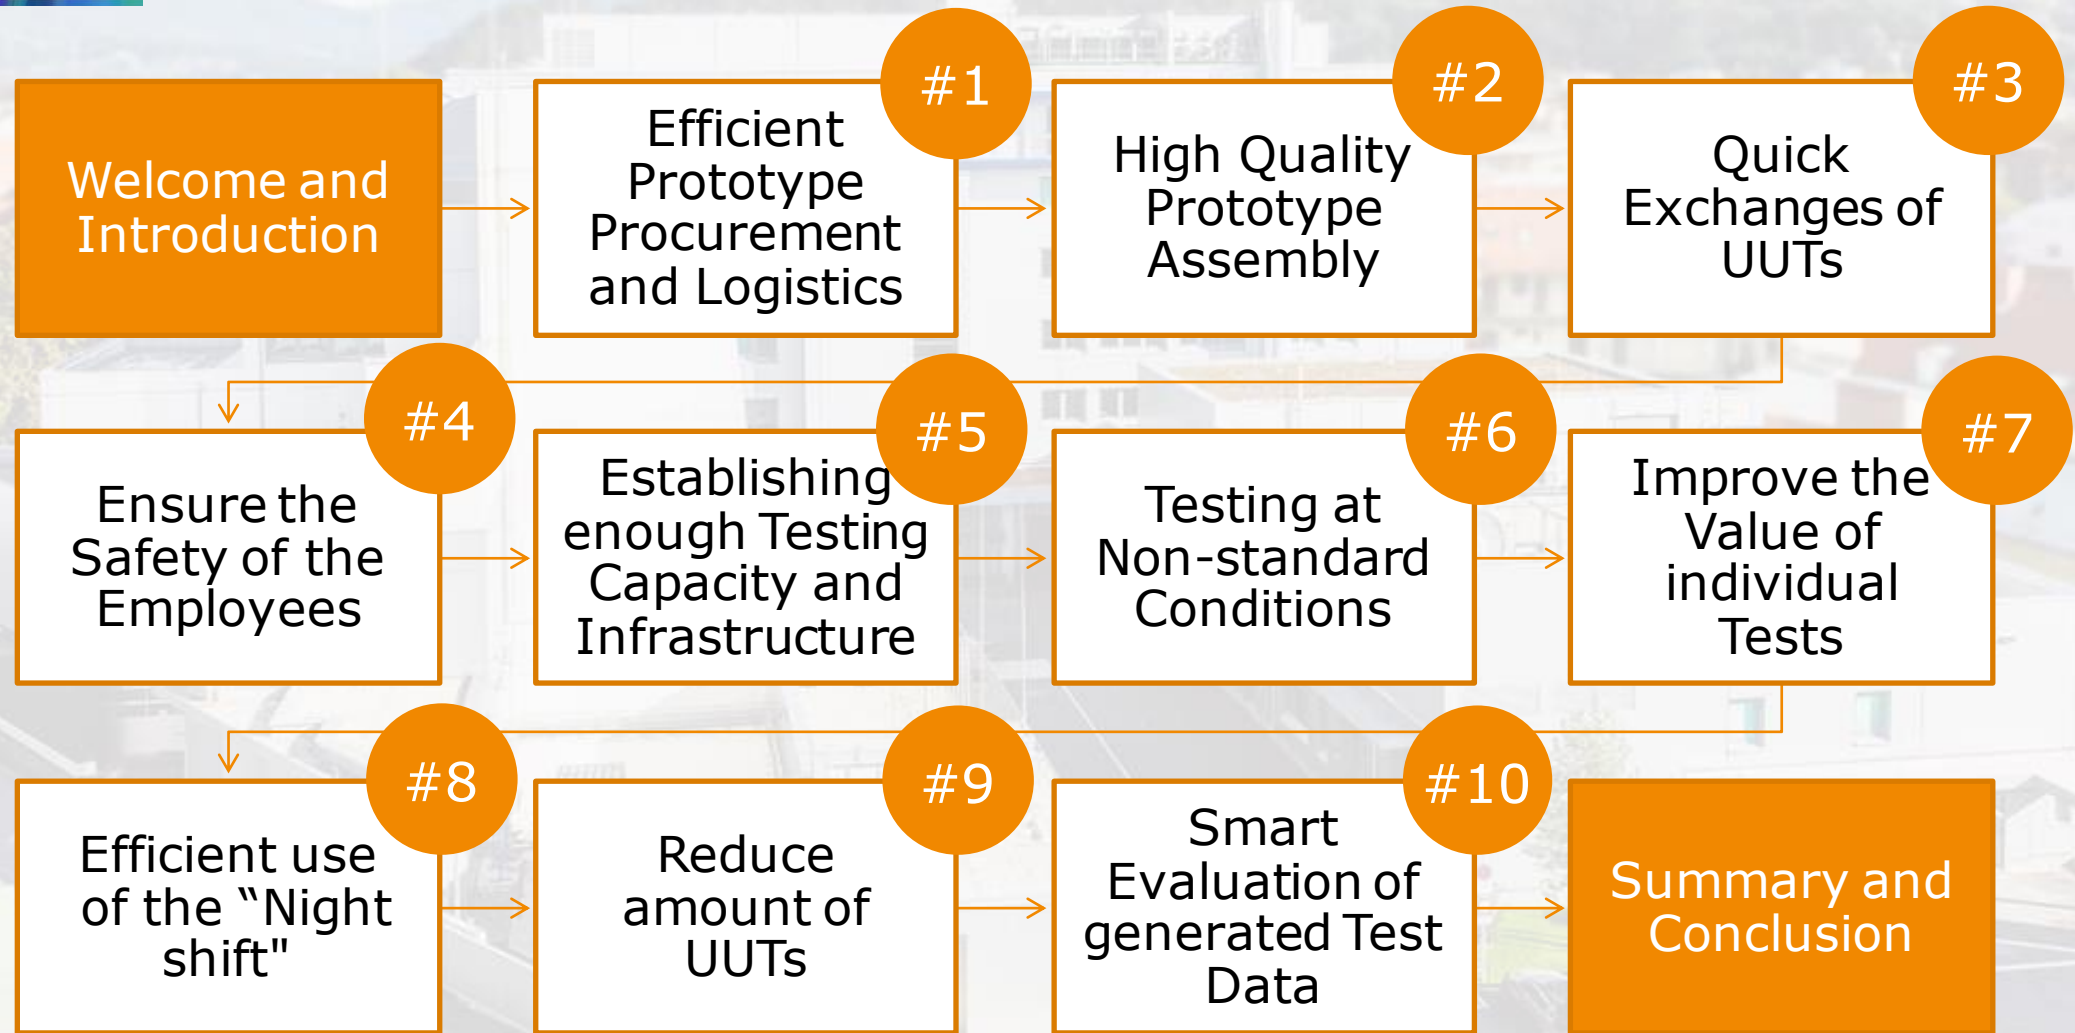 Welcome and
Introduction
#1
Efficient
Prototype
Procurement
and Logistics
#2
High Quality
Prototype
Assembly
#3
Quick
Exchanges of
UUTs
#4
Ensure the
Safety of the
Employees
#5
Establishing
enough Testing
Capacity and
Infrastructure
#6
Testing at
Non-standard
Conditions
#7
Improve the
Value of
individual
Tests
#8
Efficient use
of the “Night
shift"
#9
Reduce
amount of
UUTs
#10
Smart
Evaluation of
generated Test
Data
Summary and
Conclusion